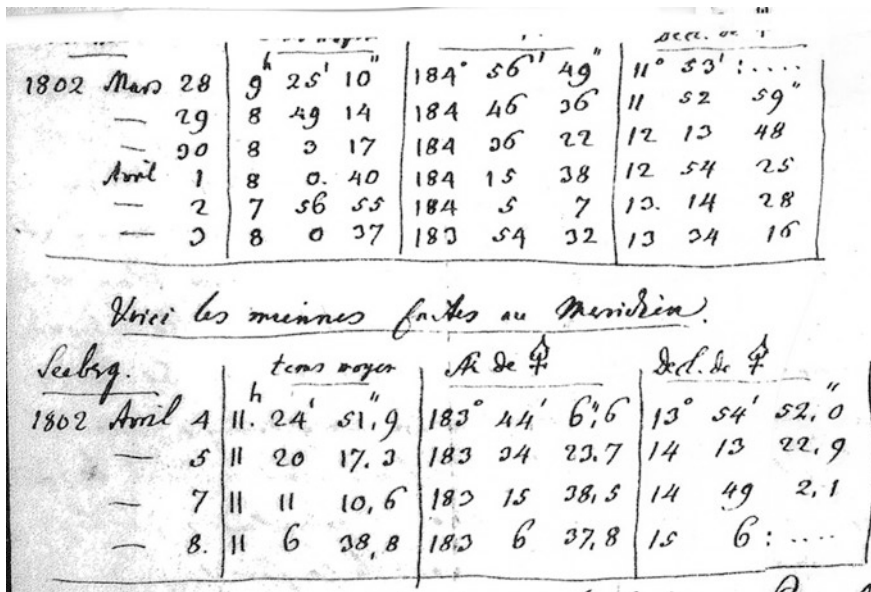 Decl. de
1802 Mars 28 9h 25' 10" 184° 56' 49" 11° 53' : ....
— 29 8 49 14 184 46 36 11 52 59"
— 30 8 3 17 184 36 22 12 13 48
Avril 1 8 0. 40 184 15 38 12 54 25
— 2 7 56 55 184 5 7 13. 14 28
— 3 8 0 37 183 54 32 13 34 16
Voici les miennes faites au Meridien.
Seeberg. tems moyen Æ de Decl. de
1802 Avril 4 11h. 24' 51",9 183° 44' 6",6 13° 54' 52",0
— 5 11 20 17.3 183 34 23.7 14 13 22,9
— 7 11 11 10,6 183 15 38,5 14 49 2,1
— 8. 11 6 38,8 183 6 37,8 15 6 : ....